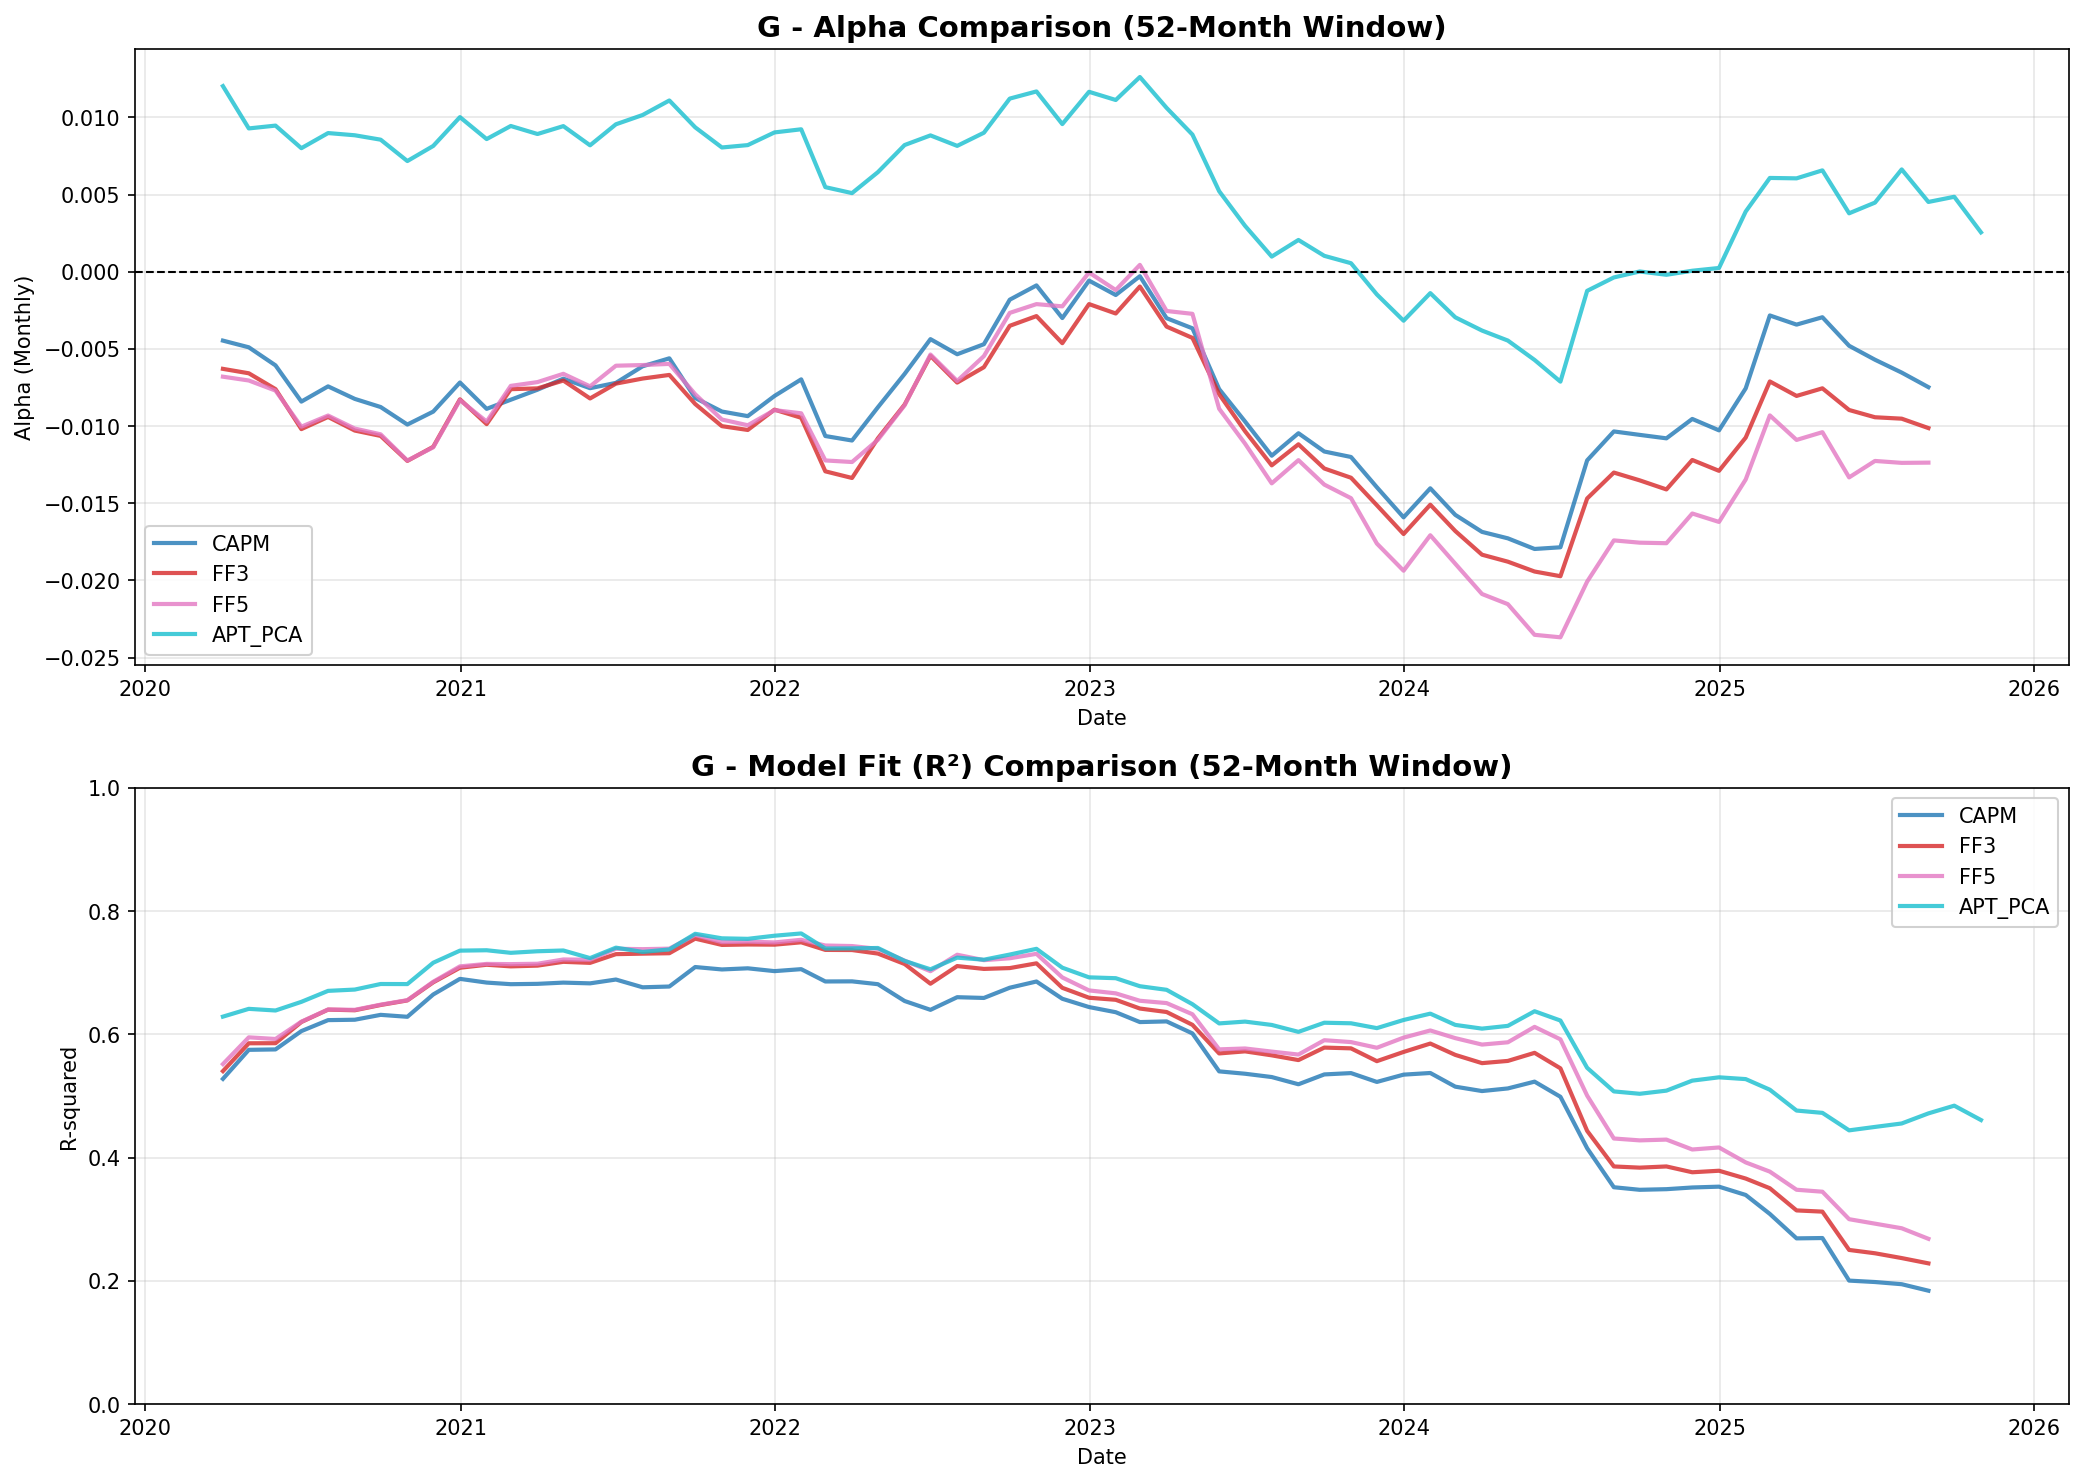 G - Alpha Comparison (52-Month Window)
Alpha (Monthly)
0.010
0.005
0.000
−0.005
−0.010
−0.015
−0.020
−0.025
CAPM
FF3
FF5
APT_PCA
2020 2021 2022 2023 2024 2025 2026
Date
G - Model Fit (R²) Comparison (52-Month Window)
R-squared
1.0
0.8
0.6
0.4
0.2
0.0
CAPM
FF3
FF5
APT_PCA
2020 2021 2022 2023 2024 2025 2026
Date